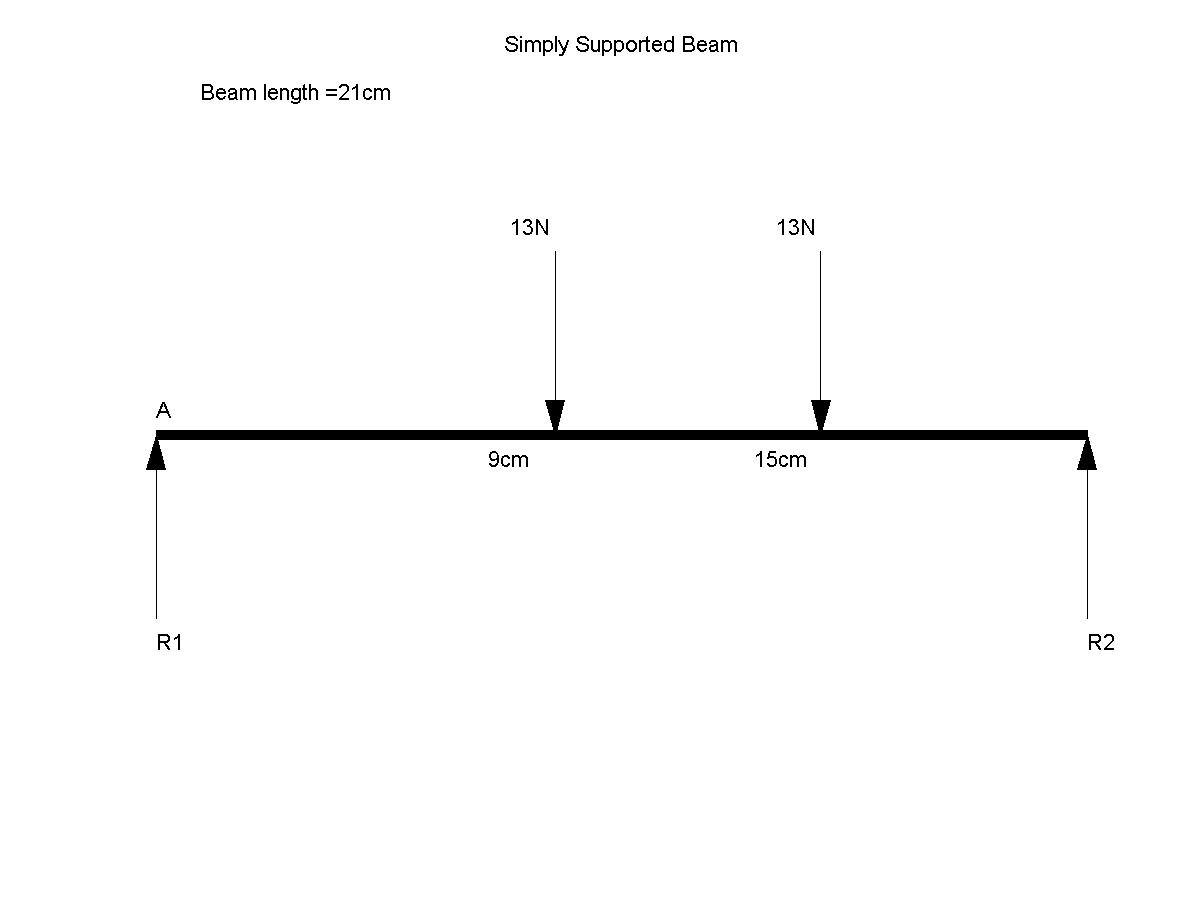 Simply Supported Beam
Beam length =21cm
13N 13N
A
9cm 15cm
R1 R2